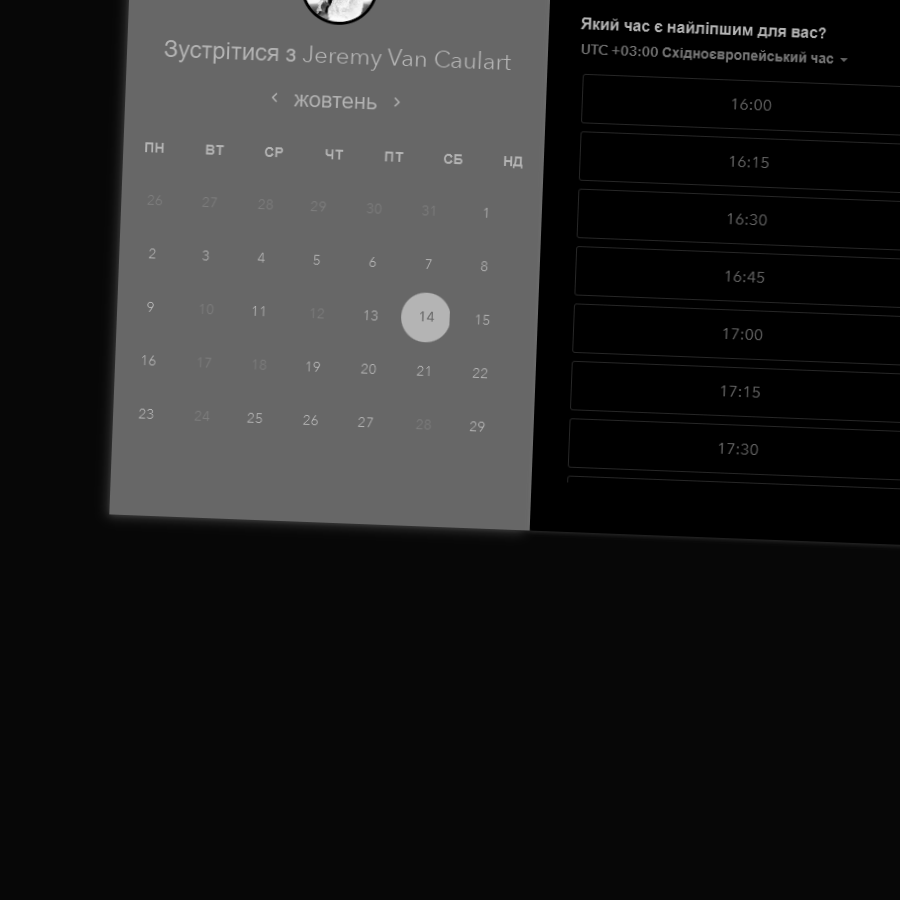 Зустрітися з Jeremy Van Caulart
жовтень
ПН ВТ СР ЧТ ПТ СБ НД
26 27 28 29 30 31 1
2 3 4 5 6 7 8
9 10 11 12 13 14 15
16 17 18 19 20 21 22
23 24 25 26 27 28 29
Який час є найліпшим для вас?
UTC +03:00 Східноєвропейський час
16:00
16:15
16:30
16:45
17:00
17:15
17:30